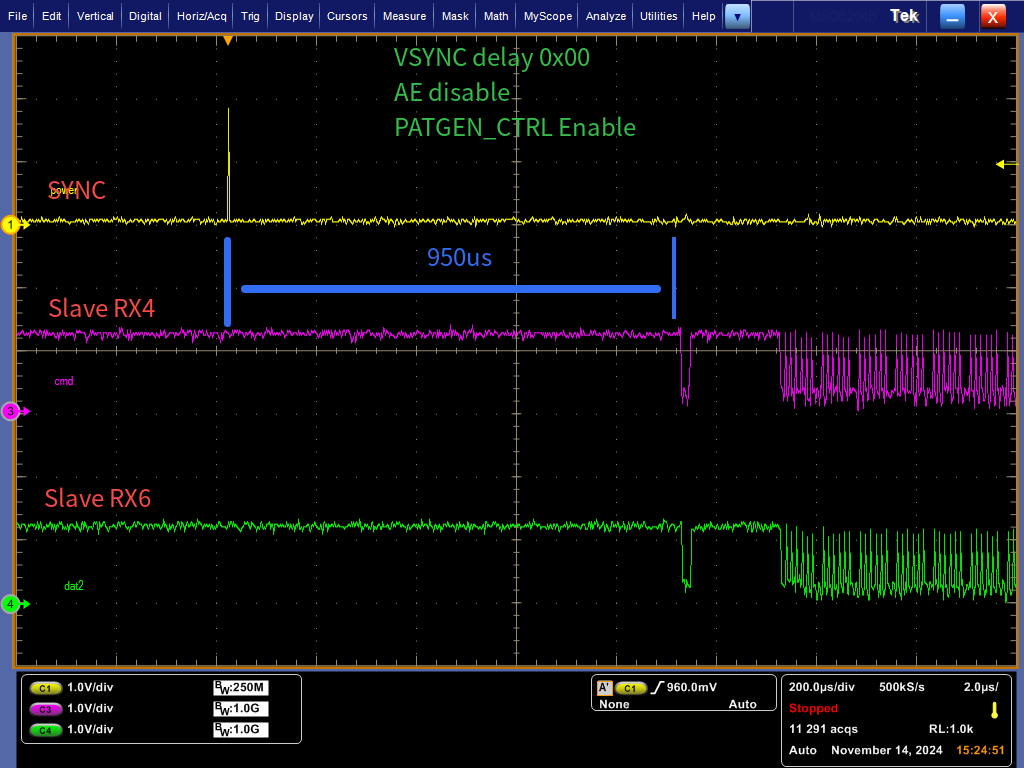 File Edit Vertical Digital Horiz/Acq Trig Display Cursors Measure Mask Math MyScope Analyze Utilities Help Tek X
VSYNC delay 0x00
AE disable
PATGEN_CTRL Enable
power
SYNC
1
950us
Slave RX4
cmd
3
Slave RX6
dat2
4
C1 1.0V/div BW:250M
C3 1.0V/div BW:1.0G
C4 1.0V/div BW:1.0G
A' C1 960.0mV
None Auto
200.0µs/div 500kS/s 2.0µs/
Stopped
11 291 acqs RL:1.0k
Auto November 14, 2024 15:24:51